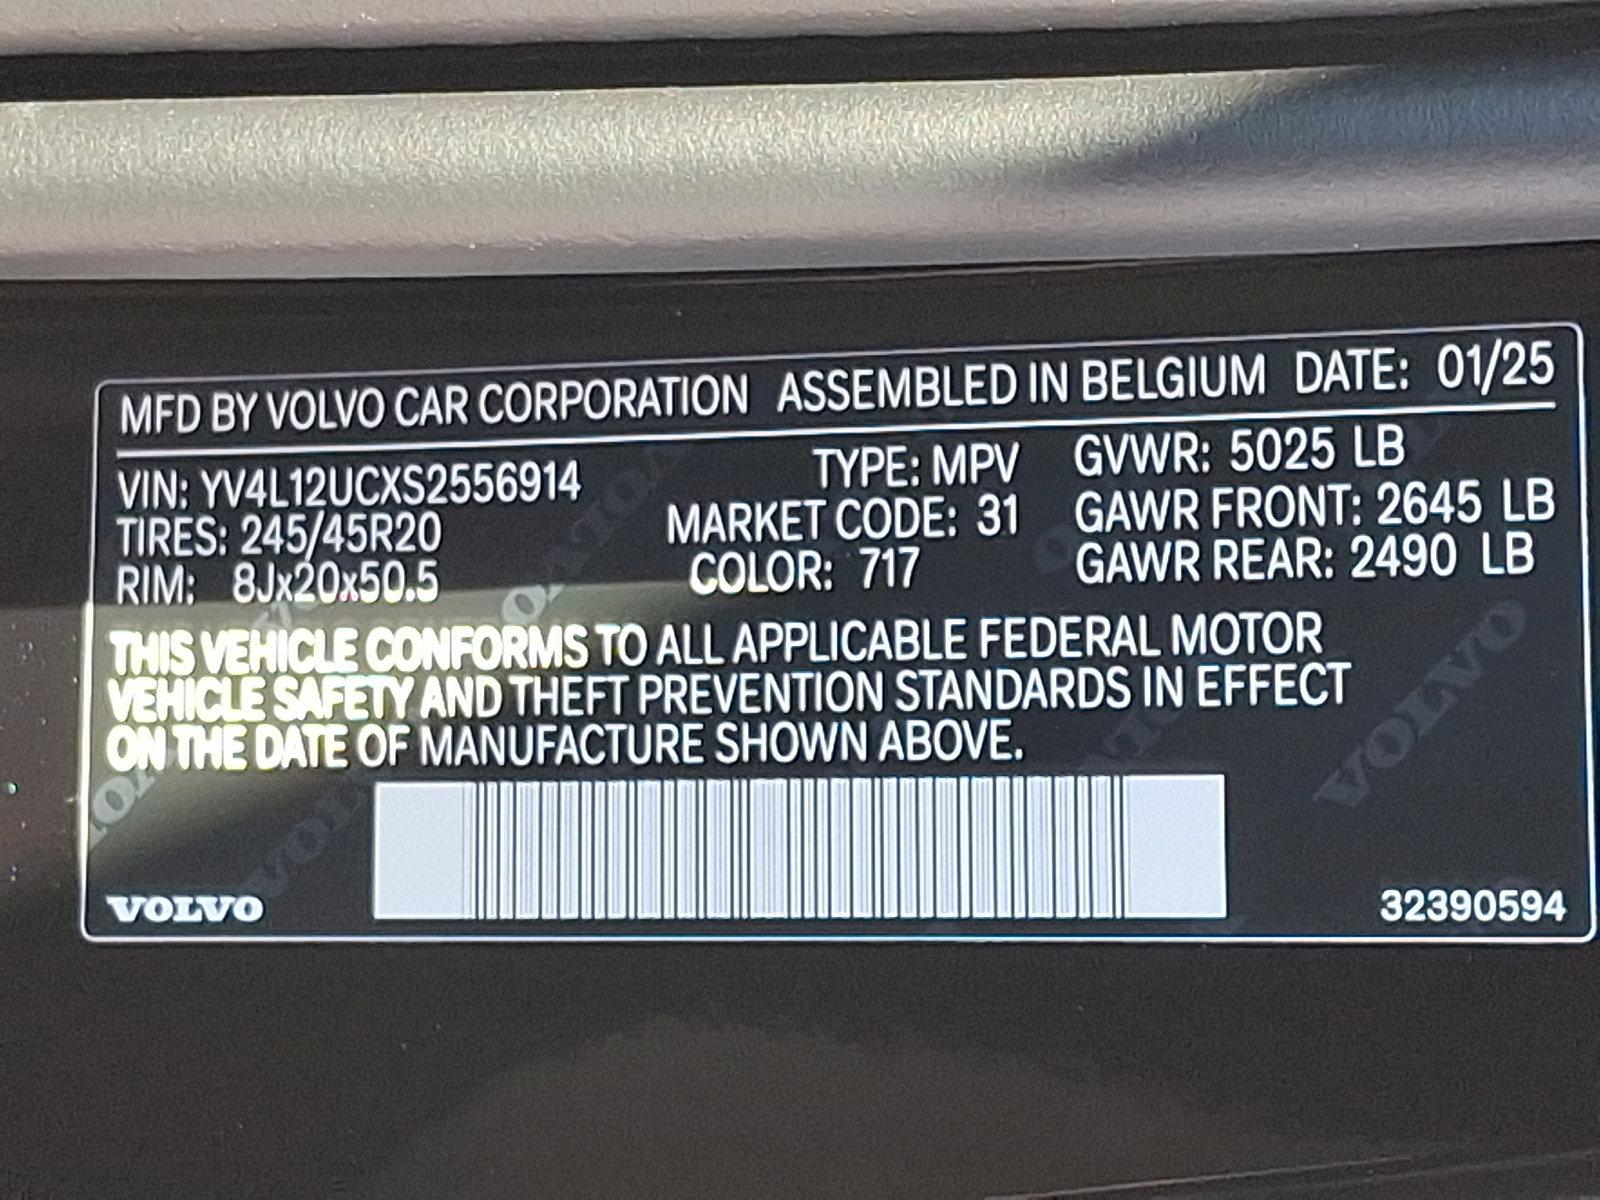 MFD BY VOLVO CAR CORPORATION ASSEMBLED IN BELGIUM DATE: 01/25
VIN: YV4L12UCXS2556914 TYPE: MPV GVWR: 5025 LB
TIRES: 245/45R20 MARKET CODE: 31 GAWR FRONT: 2645 LB
RIM: 8Jx20x50.5 COLOR: 717 GAWR REAR: 2490 LB
THIS VEHICLE CONFORMS TO ALL APPLICABLE FEDERAL MOTOR
VEHICLE SAFETY AND THEFT PREVENTION STANDARDS IN EFFECT
ON THE DATE OF MANUFACTURE SHOWN ABOVE.
VOLVO
VOLVO 32390594